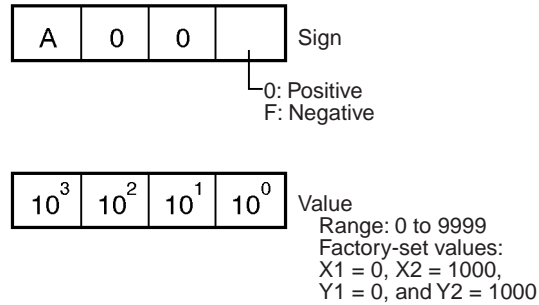 A 0 0 Sign
0: Positive
F: Negative
10³ 10² 10¹ 10⁰ Value
Range: 0 to 9999
Factory-set values:
X1 = 0, X2 = 1000,
Y1 = 0, and Y2 = 1000